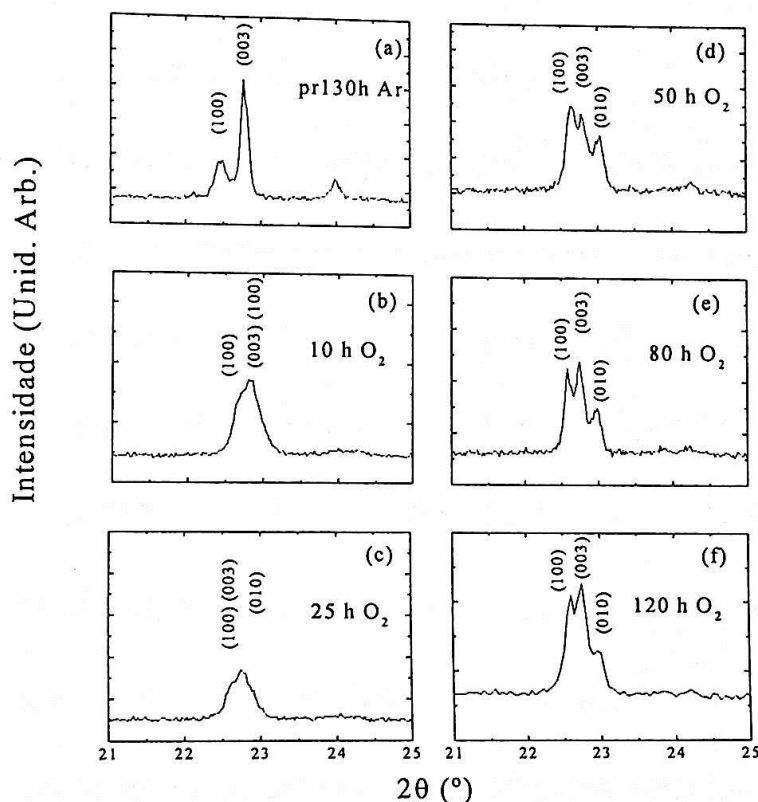 Intensidade (Unid. Arb.)
(a)
(003)
(100)
pr130h Ar
(b)
(100)
(003) (100)
10 h O₂
(c)
(100) (003)
(010)
25 h O₂
21 22 23 24 25
(d)
(100) (003)
(010)
50 h O₂
(e)
(100) (003)
(010)
80 h O₂
(f)
(100) (003)
(010)
120 h O₂
21 22 23 24 25
2θ (º)